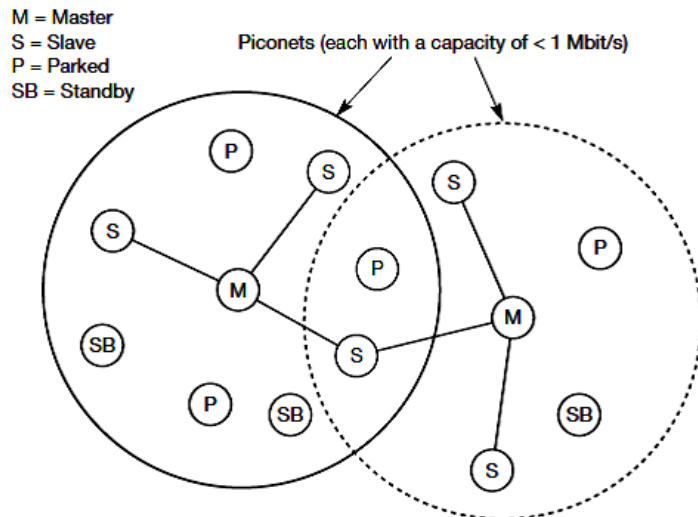 M = Master
S = Slave
P = Parked
SB = Standby
Piconets (each with a capacity of < 1 Mbit/s)
P
S
S
S
P
P
M
M
S
SB
P
SB
SB
S